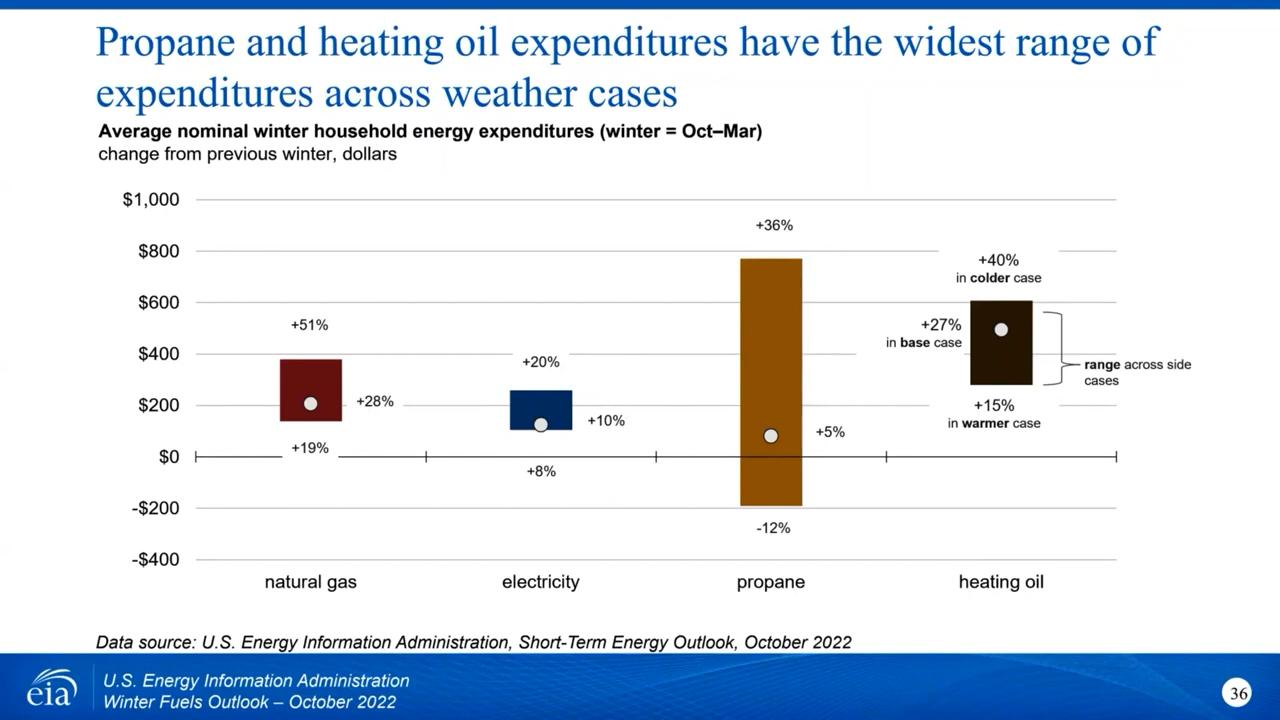 Propane and heating oil expenditures have the widest range of
expenditures across weather cases
Average nominal winter household energy expenditures (winter = Oct–Mar)
change from previous winter, dollars
$1,000
$800
$600
$400
$200
$0
-$200
-$400
+51%
+28%
+19%
+20%
+10%
+8%
+36%
+5%
-12%
+40%
in colder case
+27%
in base case
range across side
cases
+15%
in warmer case
natural gas
electricity
propane
heating oil
Data source: U.S. Energy Information Administration, Short-Term Energy Outlook, October 2022
eia
U.S. Energy Information Administration
Winter Fuels Outlook – October 2022
36